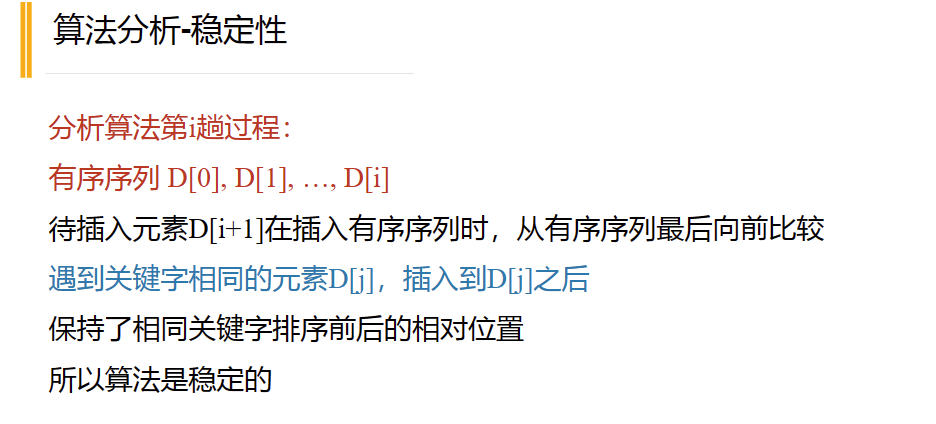 算法分析-稳定性
分析算法第i趟过程：
有序序列 D[0], D[1], …, D[i]
待插入元素D[i+1]在插入有序序列时，从有序序列最后向前比较
遇到关键字相同的元素D[j]，插入到D[j]之后
保持了相同关键字排序前后的相对位置
所以算法是稳定的